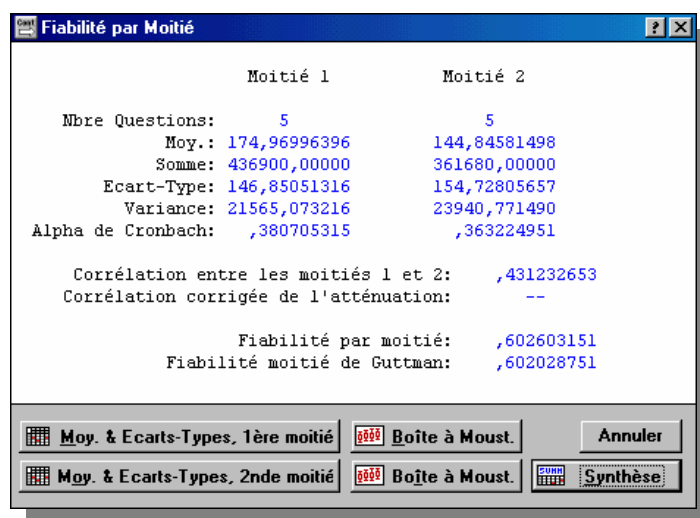 Fiabilité par Moitié
Moitié 1 Moitié 2
Nbre Questions: 5 5
Moy.: 174,96996396 144,84581498
Somme: 436900,00000 361680,00000
Ecart-Type: 146,85051316 154,72805657
Variance: 21565,073216 23940,771490
Alpha de Cronbach: ,380705315 ,363224951
Corrélation entre les moitiés 1 et 2: ,431232653
Corrélation corrigée de l'atténuation: --
Fiabilité par moitié: ,602603151
Fiabilité moitié de Guttman: ,602028751
Moy. & Ecarts-Types, 1ère moitié Boîte à Moust. Annuler
Moy. & Ecarts-Types, 2nde moitié Boîte à Moust. Synthèse